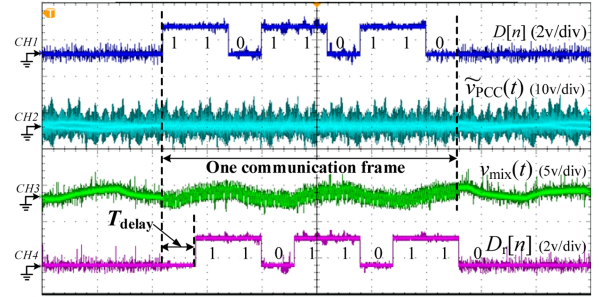 T
CH1
1 1 0 1 1 0 1 1 0
D[n] (2v/div)
ṽPCC(t) (10v/div)
CH2
One communication frame
vmix(t) (5v/div)
CH3
Tdelay
CH4
1 1 0 1 1 0 1 1 0
Dr[n] (2v/div)